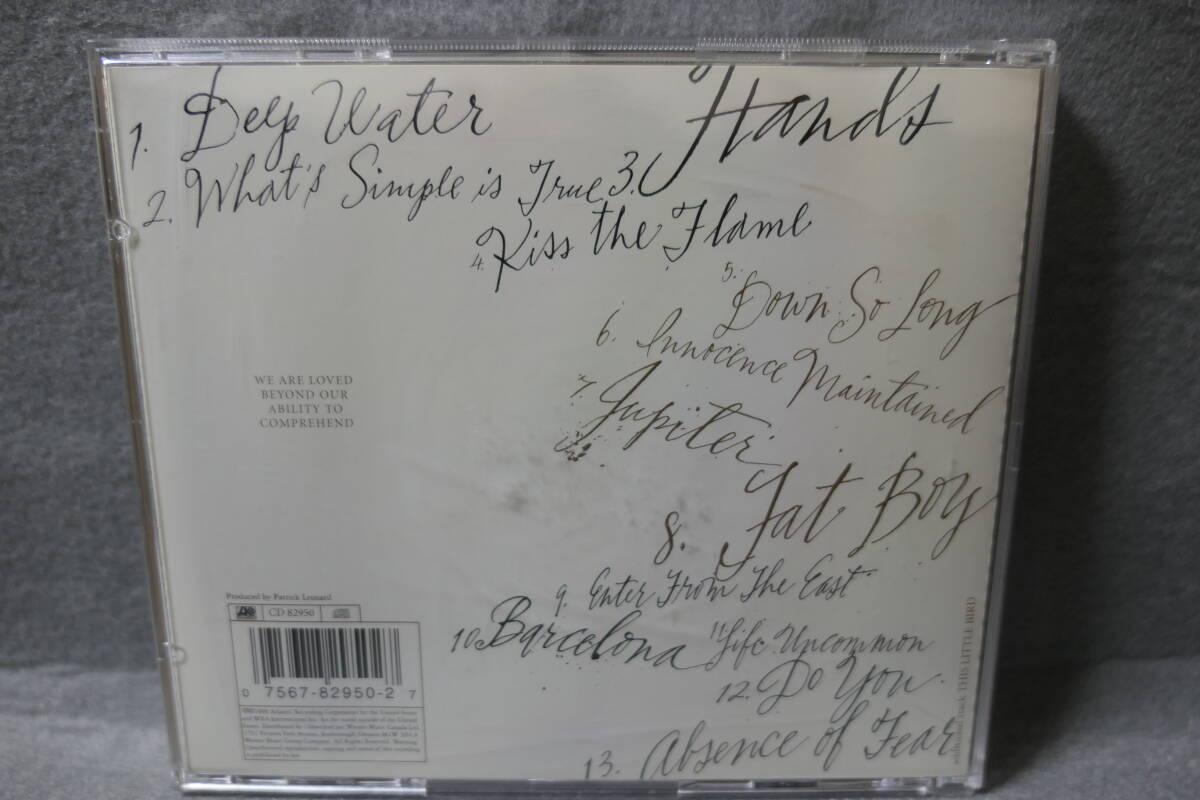 1. Deep Water
2. What's Simple is True 3. Hands
4. Kiss the Flame
5. Down So Long
6. Innocence Maintained
7. Jupiter
8. Fat Boy
9. Enter From The East
10. Barcelona 11. Life Uncommon
12. Do You
13. Absence of Fear
WE ARE LOVED
BEYOND OUR
ABILITY TO
COMPREHEND
Produced by Patrick Leonard
CD 82950
0 7567-82950-2 7
additional track THIS LITTLE BIRD